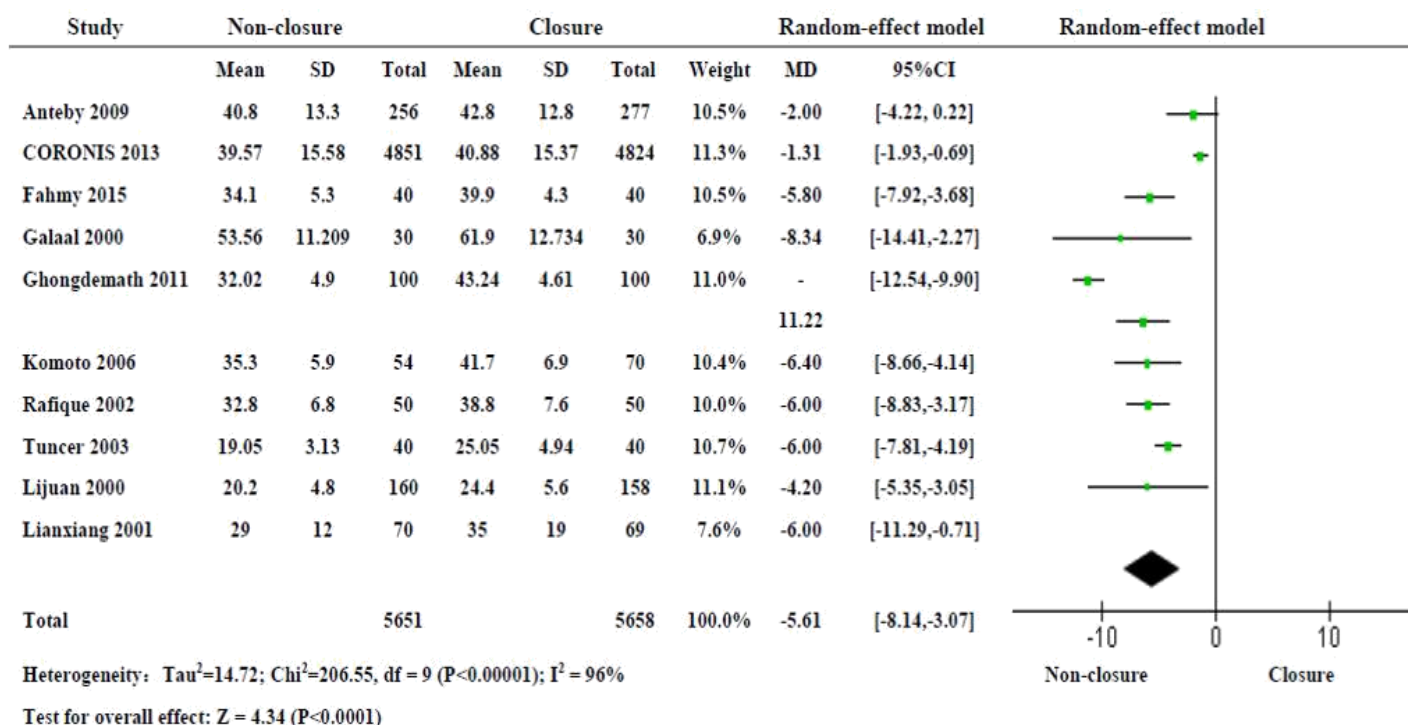 Study Non-closure Closure Random-effect model Random-effect model
Mean SD Total Mean SD Total Weight MD 95%CI
Anteby 2009 40.8 13.3 256 42.8 12.8 277 10.5% -2.00 [-4.22, 0.22]
CORONIS 2013 39.57 15.58 4851 40.88 15.37 4824 11.3% -1.31 [-1.93,-0.69]
Fahmy 2015 34.1 5.3 40 39.9 4.3 40 10.5% -5.80 [-7.92,-3.68]
Galaal 2000 53.56 11.209 30 61.9 12.734 30 6.9% -8.34 [-14.41,-2.27]
Ghongdemath 2011 32.02 4.9 100 43.24 4.61 100 11.0% - [-12.54,-9.90]
11.22
Komoto 2006 35.3 5.9 54 41.7 6.9 70 10.4% -6.40 [-8.66,-4.14]
Rafique 2002 32.8 6.8 50 38.8 7.6 50 10.0% -6.00 [-8.83,-3.17]
Tuncer 2003 19.05 3.13 40 25.05 4.94 40 10.7% -6.00 [-7.81,-4.19]
Lijuan 2000 20.2 4.8 160 24.4 5.6 158 11.1% -4.20 [-5.35,-3.05]
Lianxiang 2001 29 12 70 35 19 69 7.6% -6.00 [-11.29,-0.71]
Total 5651 5658 100.0% -5.61 [-8.14,-3.07]
-10 0 10
Heterogeneity: Tau²=14.72; Chi²=206.55, df = 9 (P<0.00001); I² = 96%
Non-closure Closure
Test for overall effect: Z = 4.34 (P<0.0001)